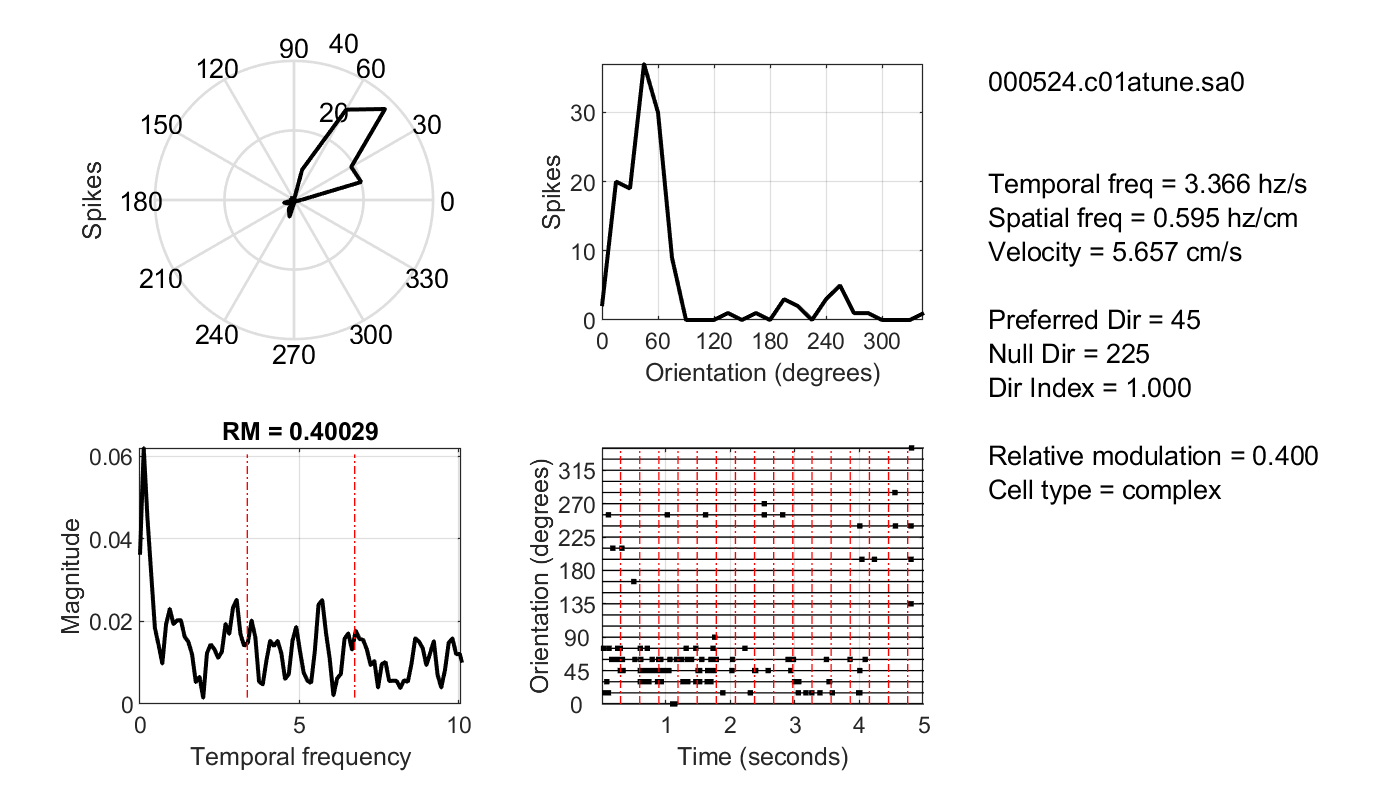 90
40
120
60
20
150
30
Spikes
180
0
210
330
240
300
270
30
20
10
0
Spikes
0
60
120
180
240
300
Orientation (degrees)
000524.c01atune.sa0
Temporal freq = 3.366 hz/s
Spatial freq = 0.595 hz/cm
Velocity = 5.657 cm/s
Preferred Dir = 45
Null Dir = 225
Dir Index = 1.000
Relative modulation = 0.400
Cell type = complex
RM = 0.40029
0.06
0.04
0.02
0
Magnitude
0
5
10
Temporal frequency
315
270
225
180
135
90
45
0
Orientation (degrees)
1
2
3
4
5
Time (seconds)